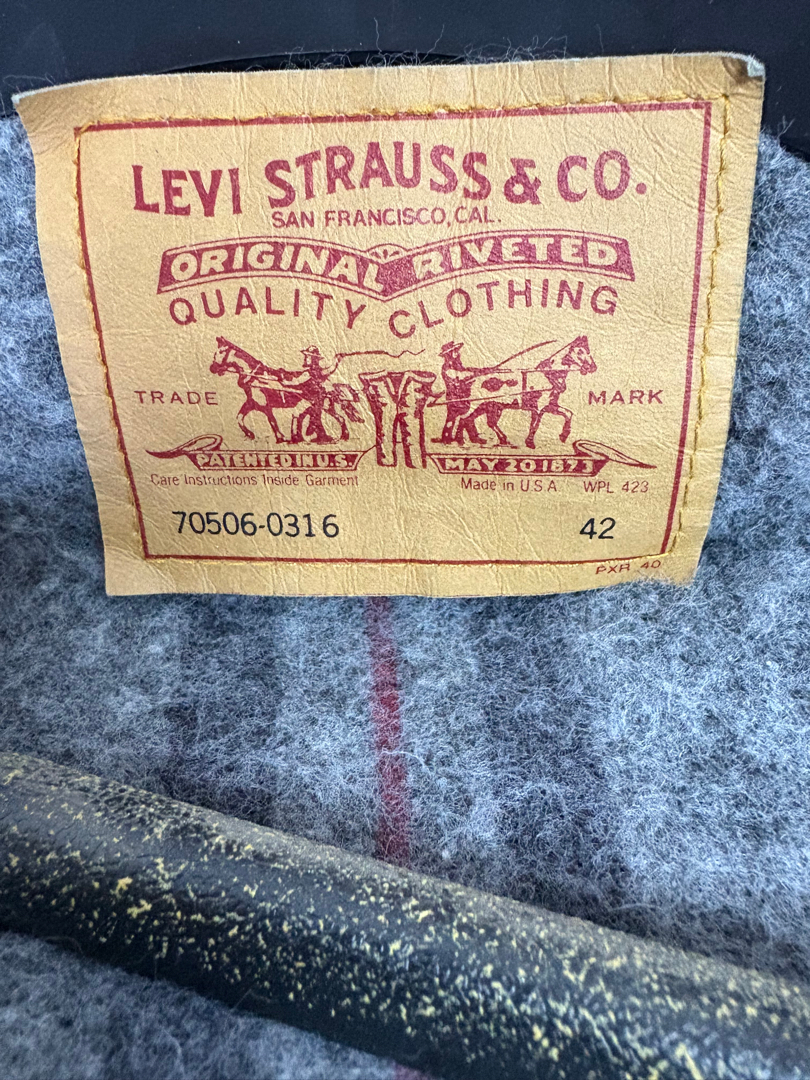 LEVI STRAUSS & CO.
SAN FRANCISCO, CAL.
ORIGINAL RIVETED
QUALITY CLOTHING
TRADE MARK
PATENTED IN U.S. MAY 20 1873
Care Instructions Inside Garment Made in U.S.A. WPL 423
70506-0316 42
PXR 40